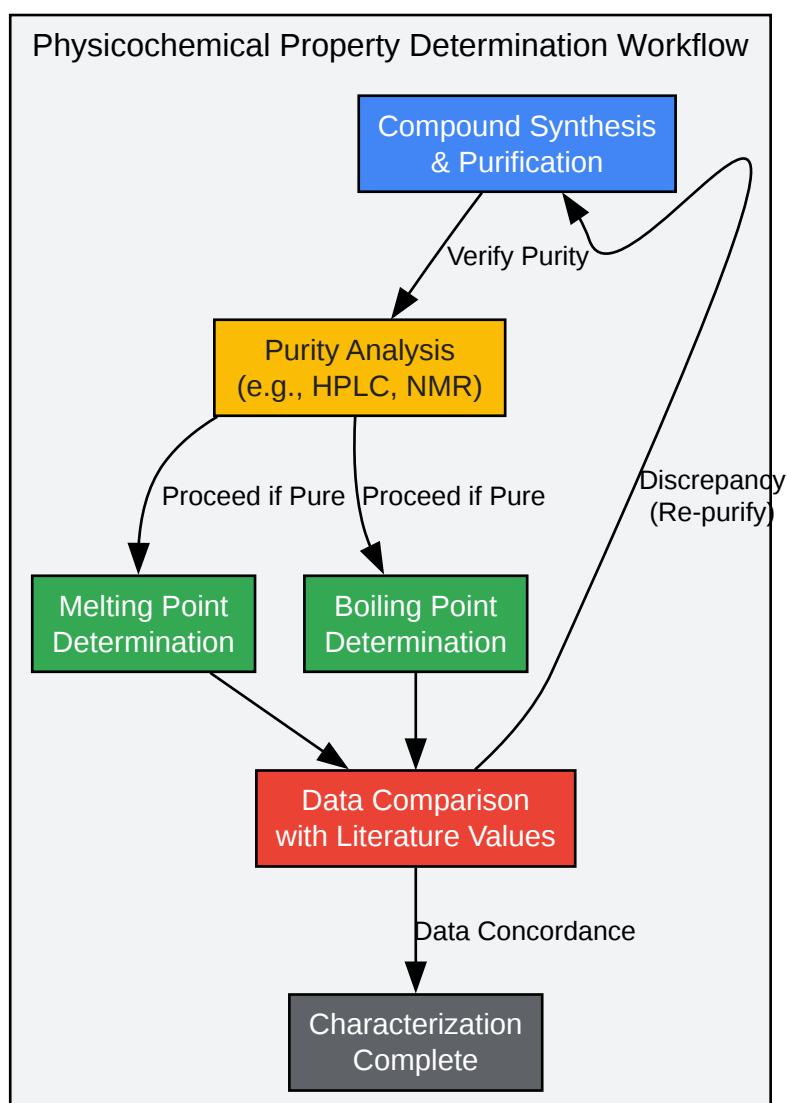 Physicochemical Property Determination Workflow
Compound Synthesis
& Purification
Verify Purity
Purity Analysis
(e.g., HPLC, NMR)
Proceed if Pure
Proceed if Pure
Discrepancy
(Re-purify)
Melting Point
Determination
Boiling Point
Determination
Data Comparison
with Literature Values
Data Concordance
Characterization
Complete